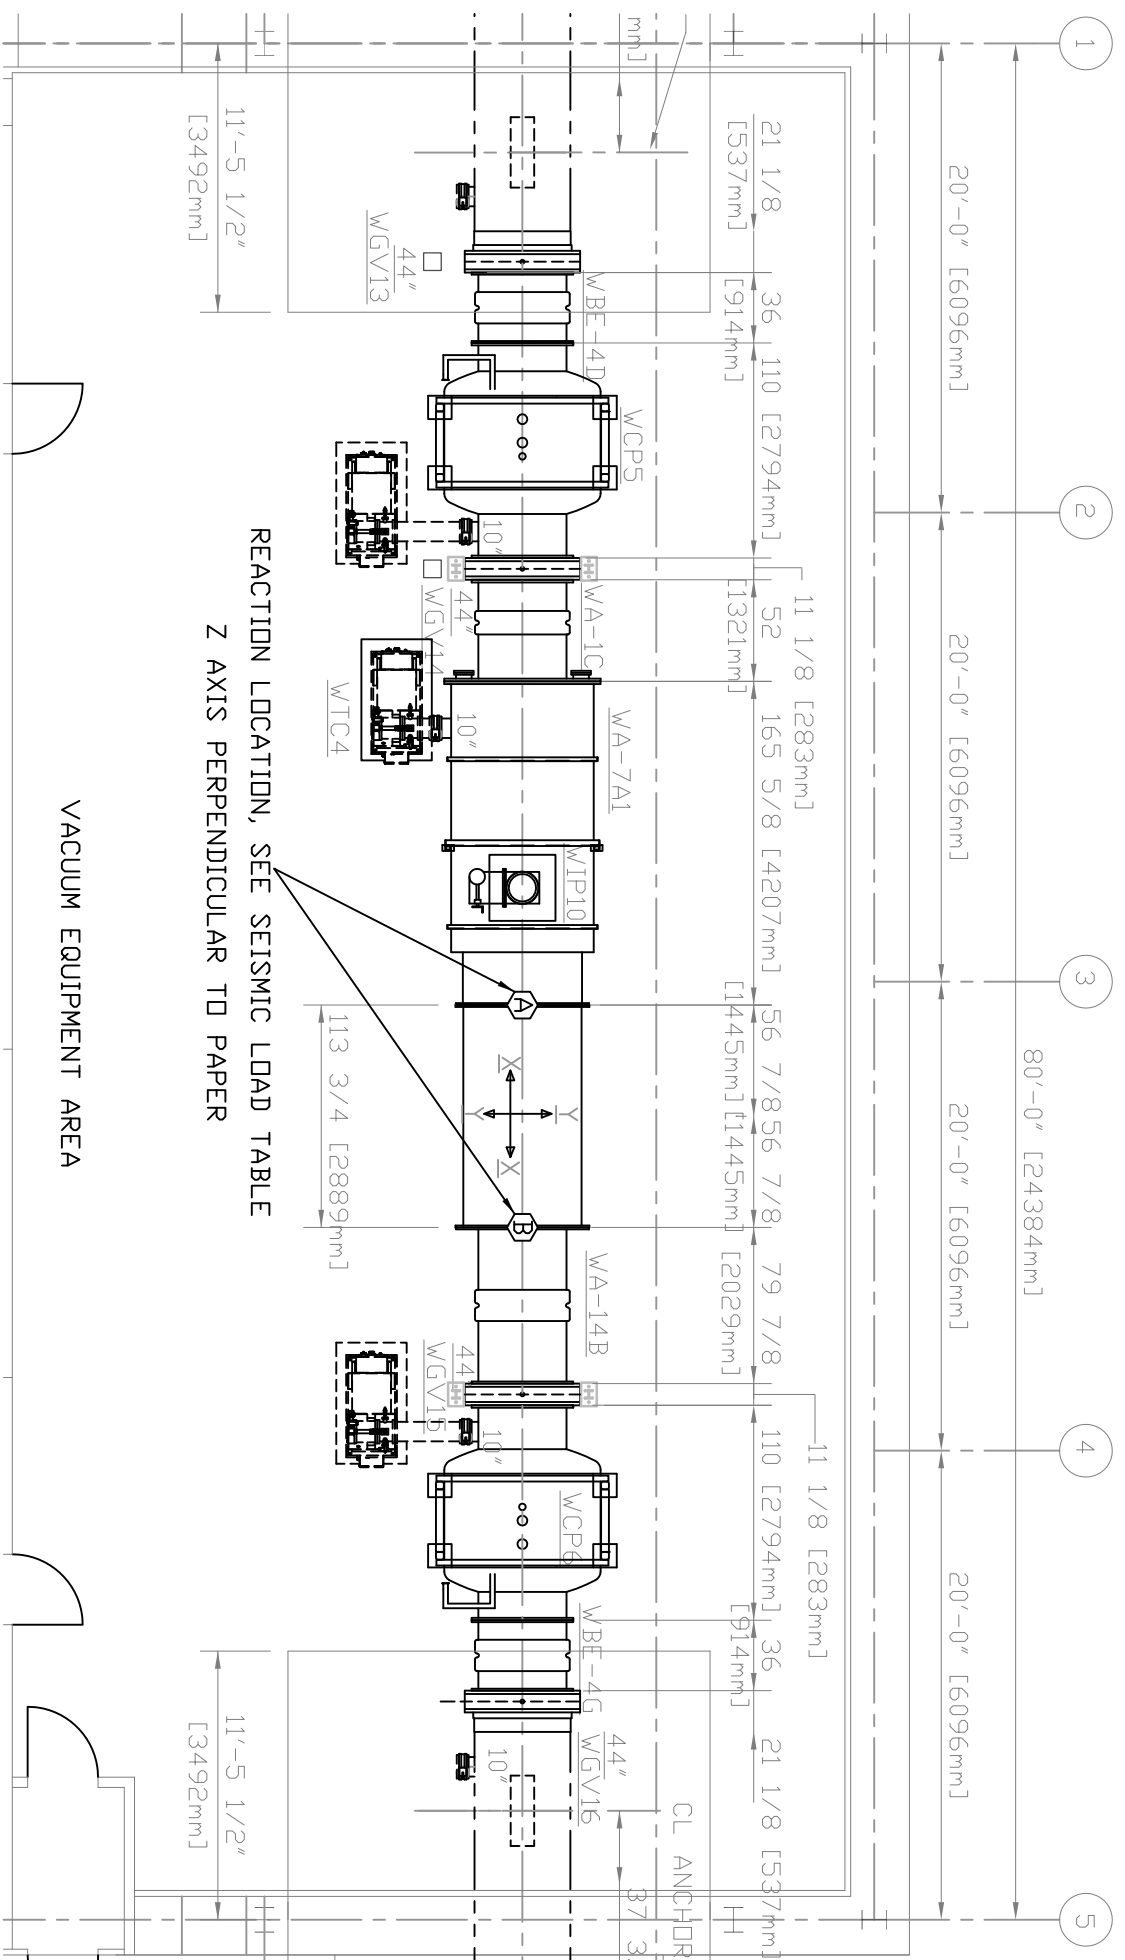 1
2
3
4
5
80'-0" [24384mm]
20'-0" [6096mm]
20'-0" [6096mm]
20'-0" [6096mm]
20'-0" [6096mm]
11 1/8 [283mm]
11 1/8 [283mm]
21 1/8
[537mm]
36
[914mm]
110 [2794mm]
52
[1321mm]
165 5/8 [4207mm]
56 7/8
[1445mm]
56 7/8
[1445mm]
79 7/8
[2029mm]
110 [2794mm]
36
[914mm]
21 1/8 [537mm]
mm]
CL ANCHOR
37 3
WBE-4D
WCP5
WA-1C
WA-7A1
WIP10
WA-14B
WCP6
WBE-4G
44"
WGV16
10"
10"
10"
10"
A
B
X
X
Y
Y
44"
WGV13
44"
WGV14
WTC4
44
WGV15
113 3/4 [2889mm]
11'-5 1/2"
[3492mm]
11'-5 1/2"
[3492mm]
REACTION LOCATION, SEE SEISMIC LOAD TABLE
Z AXIS PERPENDICULAR TO PAPER
VACUUM EQUIPMENT AREA